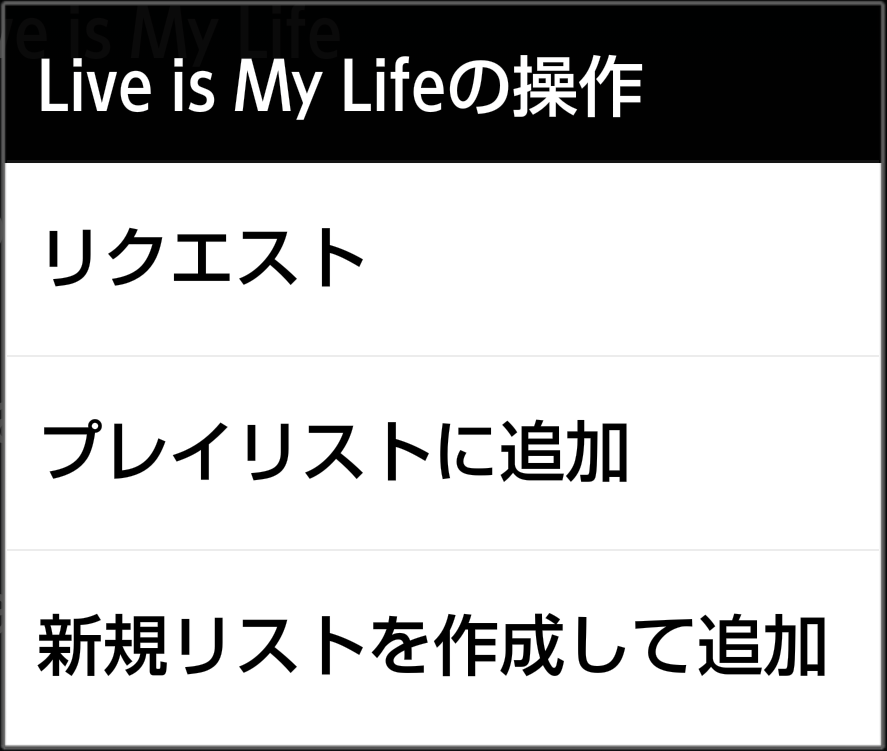 Live is My Life
Live is My Lifeの操作
リクエスト
プレイリストに追加
新規リストを作成して追加